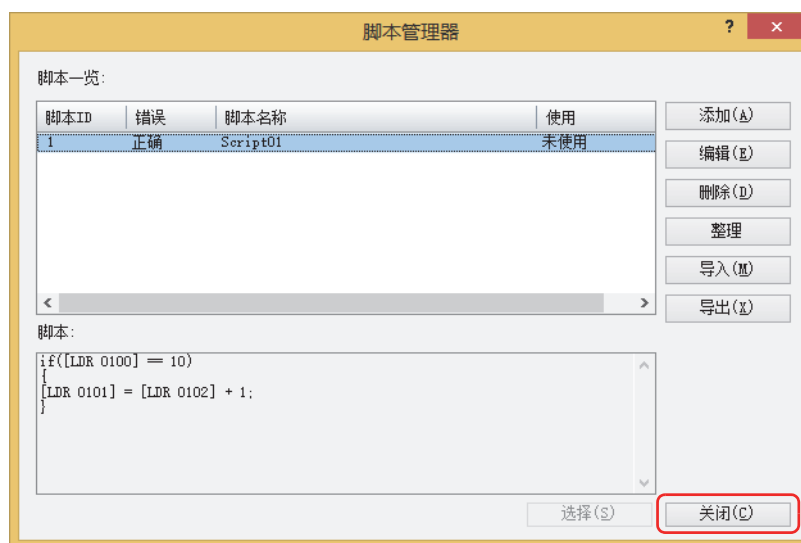 脚本管理器
?
脚本一览:
脚本ID 错误 脚本名称 使用
1 正确 Script01 未使用
添加(A)
编辑(E)
删除(D)
整理
导入(M)
导出(X)
脚本:
if([LDR 0100] == 10)
{
[LDR 0101] = [LDR 0102] + 1;
}
选择(S)
关闭(C)